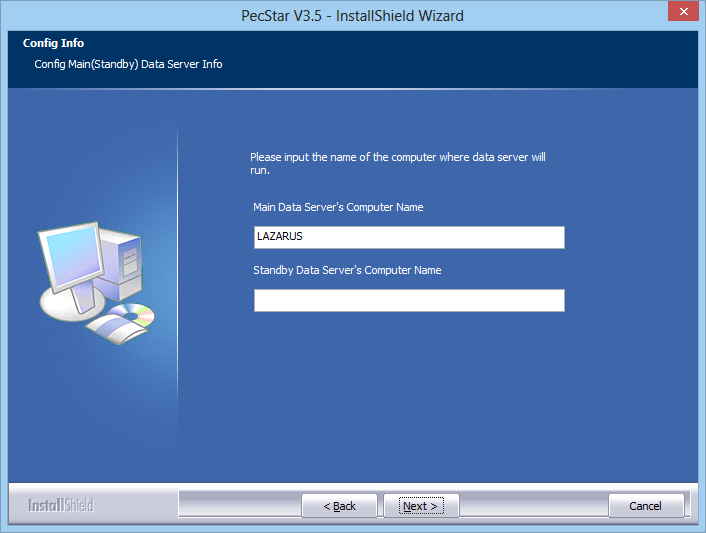 PecStar V3.5 - InstallShield Wizard
Config Info
Config Main(Standby) Data Server Info
Please input the name of the computer where data server will
run.
Main Data Server's Computer Name
LAZARUS
Standby Data Server's Computer Name
InstallShield
< Back
Next >
Cancel